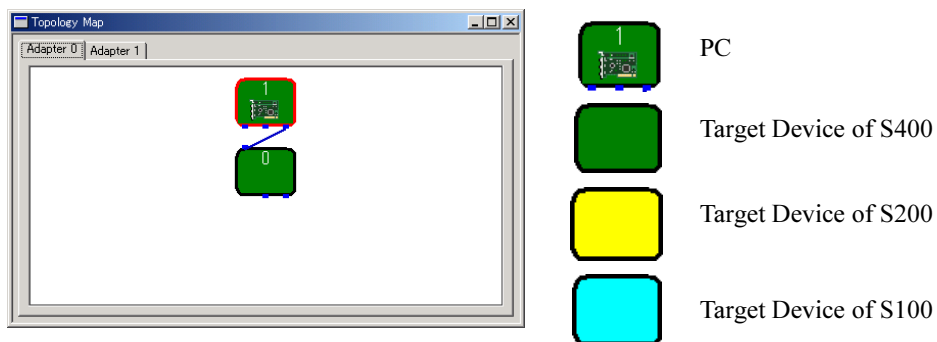 Topology Map
Adapter 0
Adapter 1
1
0
1
PC
Target Device of S400
Target Device of S200
Target Device of S100